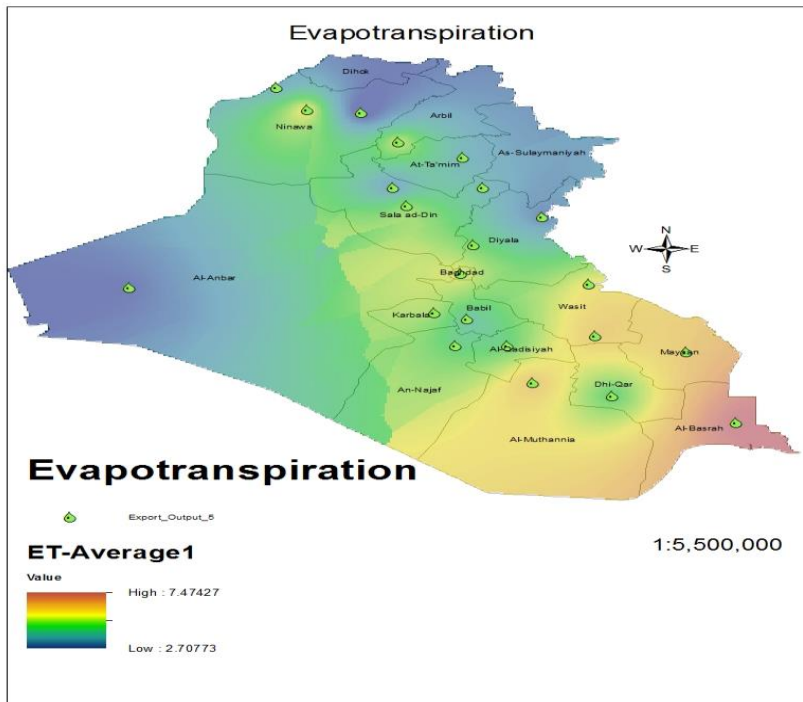 Evapotranspiration
Dihok
Ninawa
Arbil
At-Ta'mim
As-Sulaymaniyah
Sala ad-Din
Diyala
N
W E
S
Al-Anbar
Baghdad
Wasit
Karbala
Babil
Al-Qadisiyah
Maysan
An-Najaf
Dhi-Qar
Al-Basrah
Al-Muthannia
1
Evapotranspiration
Export_Output_5
1:5,500,000
ET-Average1
Value
High : 7.47427
Low : 2.70773